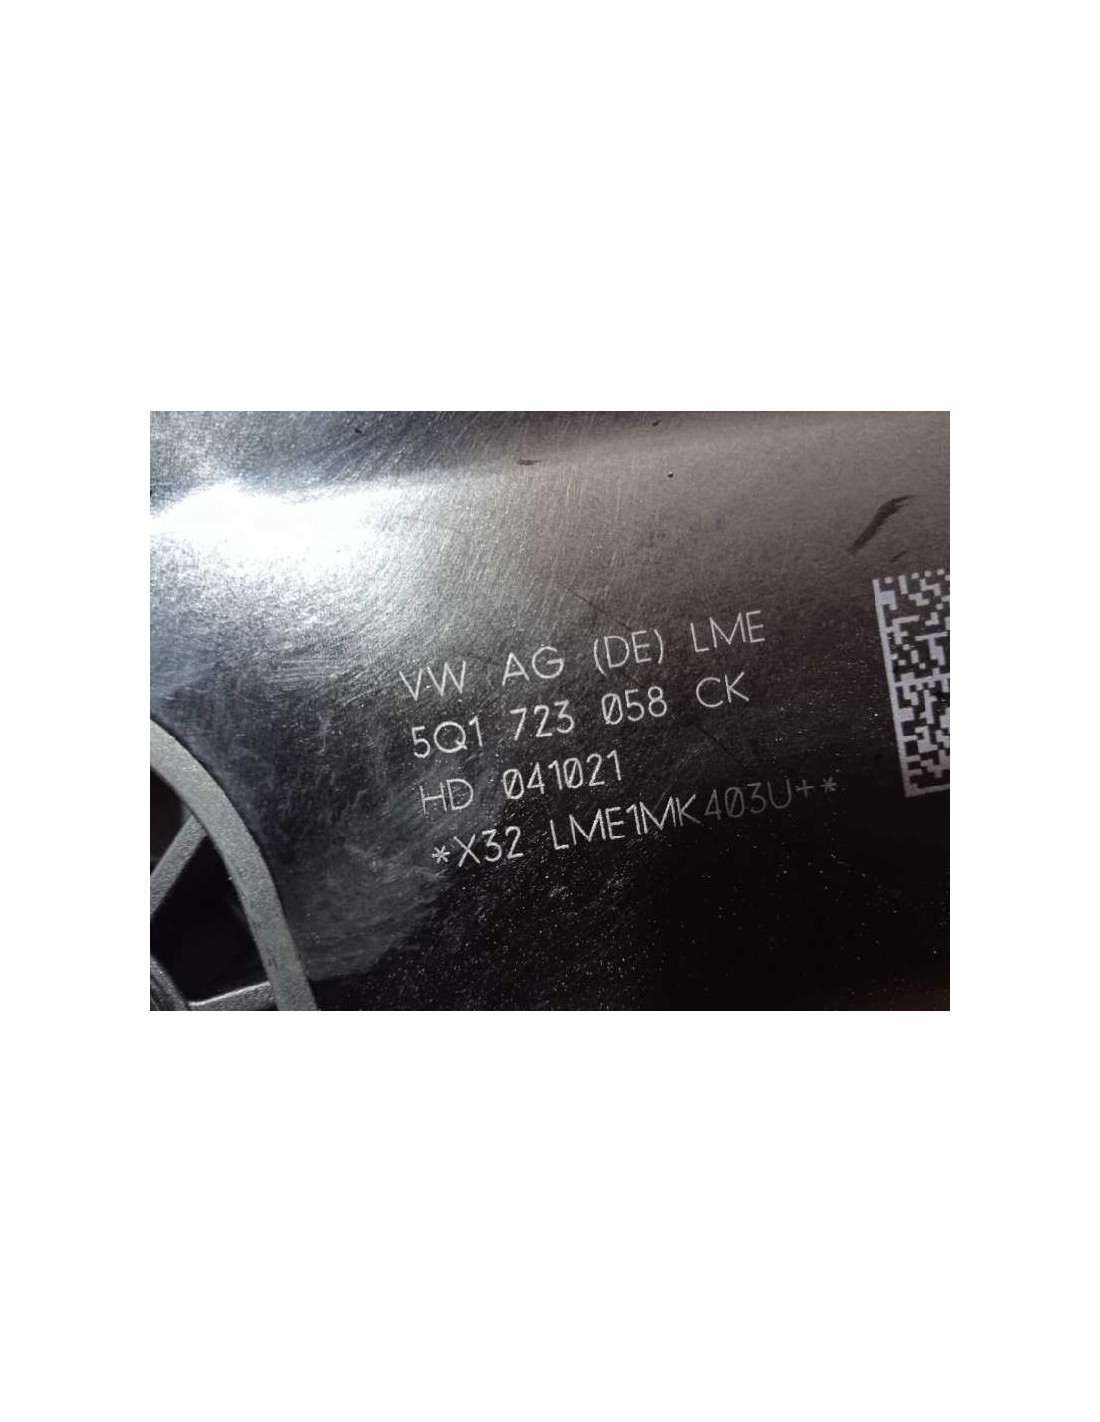 VW AG (DE) LME
5Q1 723 058 CK
HD 041021
*X32 LME1MK403U+*